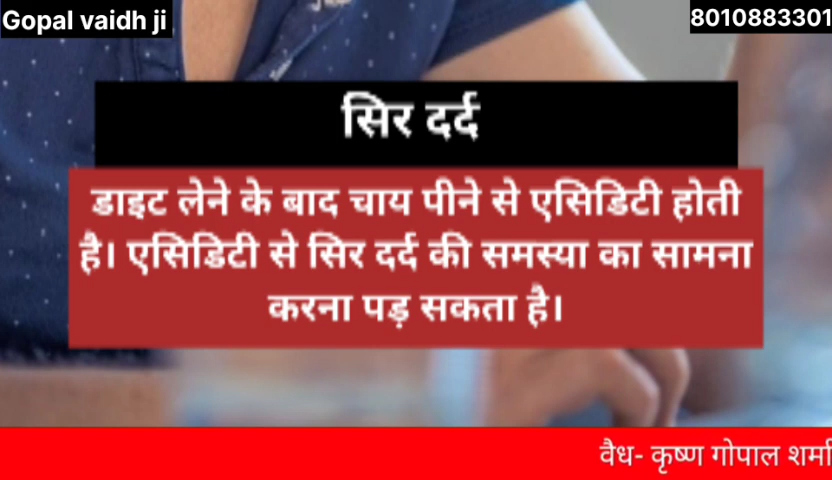 Gopal vaidh ji
8010883301
सिर दर्द
डाइट लेने के बाद चाय पीने से एसिडिटी होती
है। एसिडिटी से सिर दर्द की समस्या का सामना
करना पड़ सकता है।
वैध- कृष्ण गोपाल शर्मा